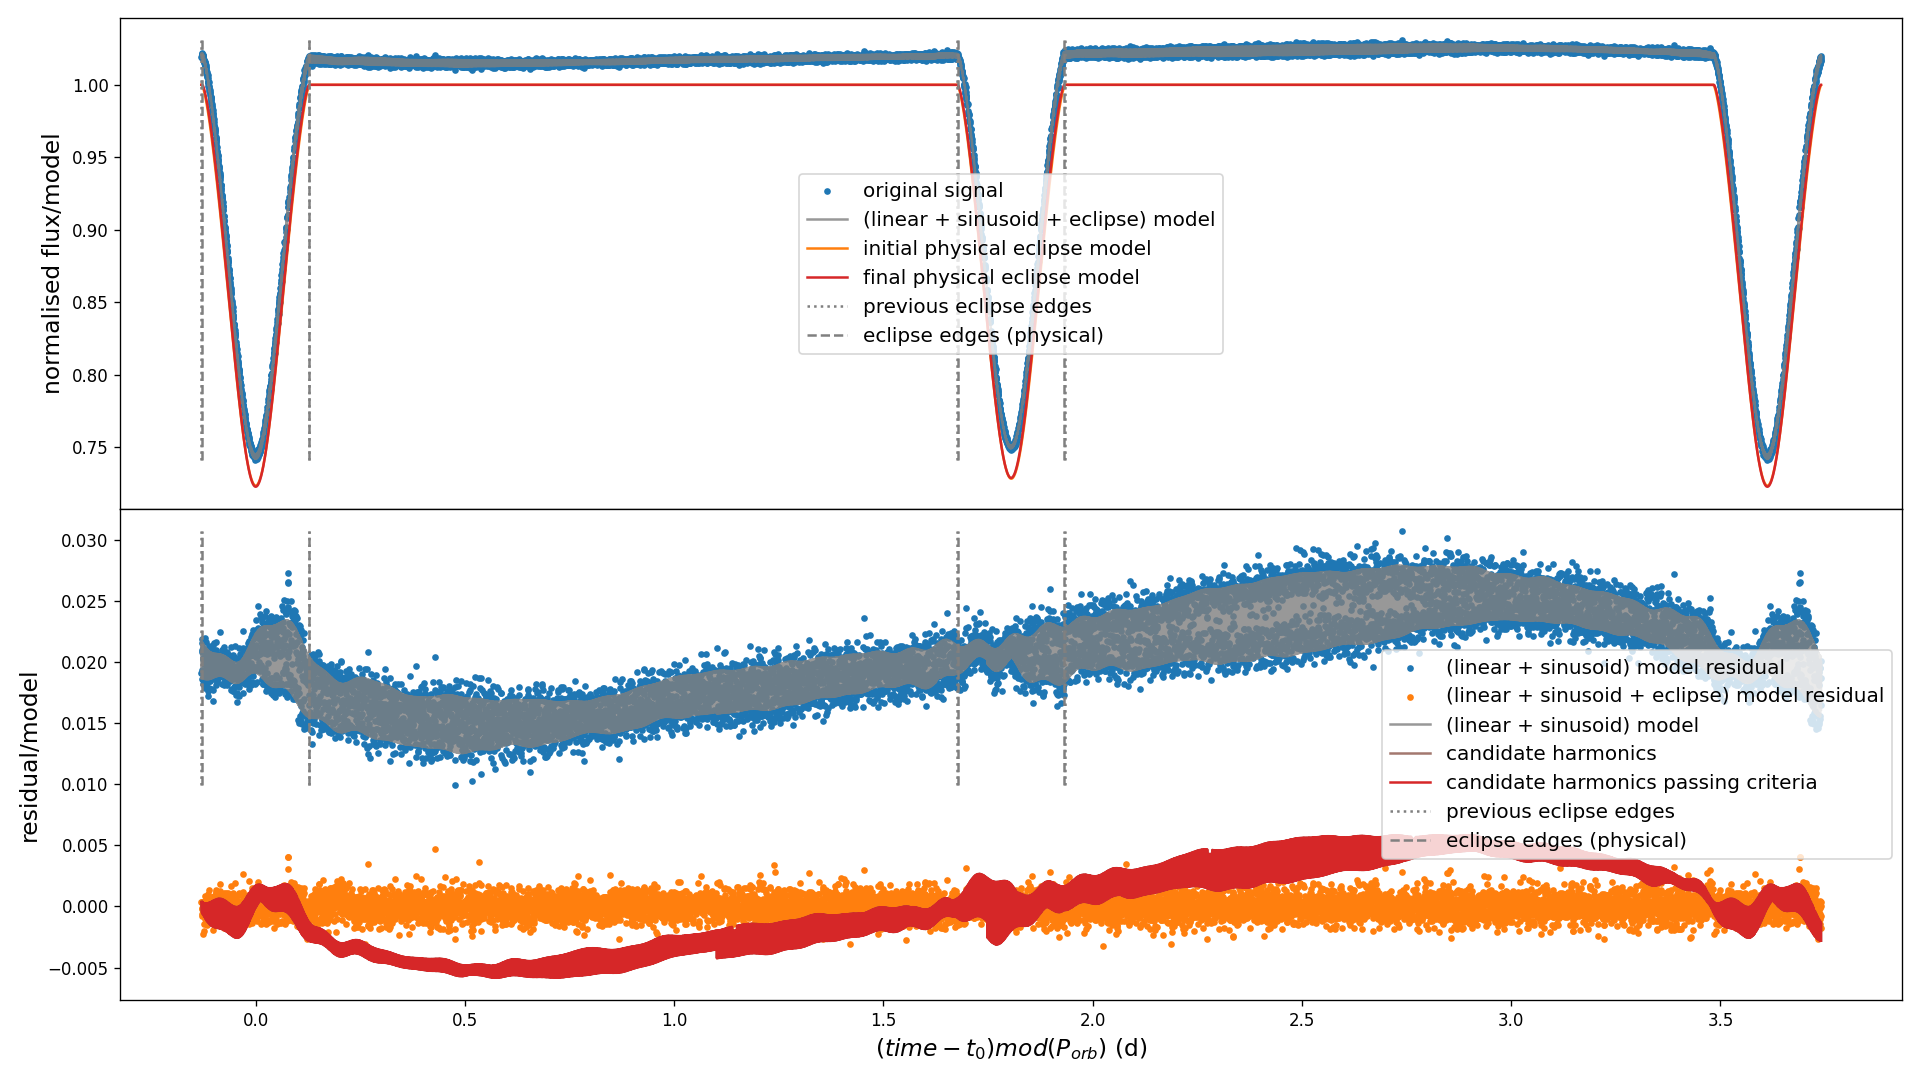 normalised flux/model
1.00
0.95
0.90
0.85
0.80
0.75
original signal
(linear + sinusoid + eclipse) model
initial physical eclipse model
final physical eclipse model
previous eclipse edges
eclipse edges (physical)
residual/model
0.030
0.025
0.020
0.015
0.010
0.005
0.000
−0.005
(linear + sinusoid) model residual
(linear + sinusoid + eclipse) model residual
(linear + sinusoid) model
candidate harmonics
candidate harmonics passing criteria
previous eclipse edges
eclipse edges (physical)
0.0 0.5 1.0 1.5 2.0 2.5 3.0 3.5
(time − t₀)mod(P_orb) (d)